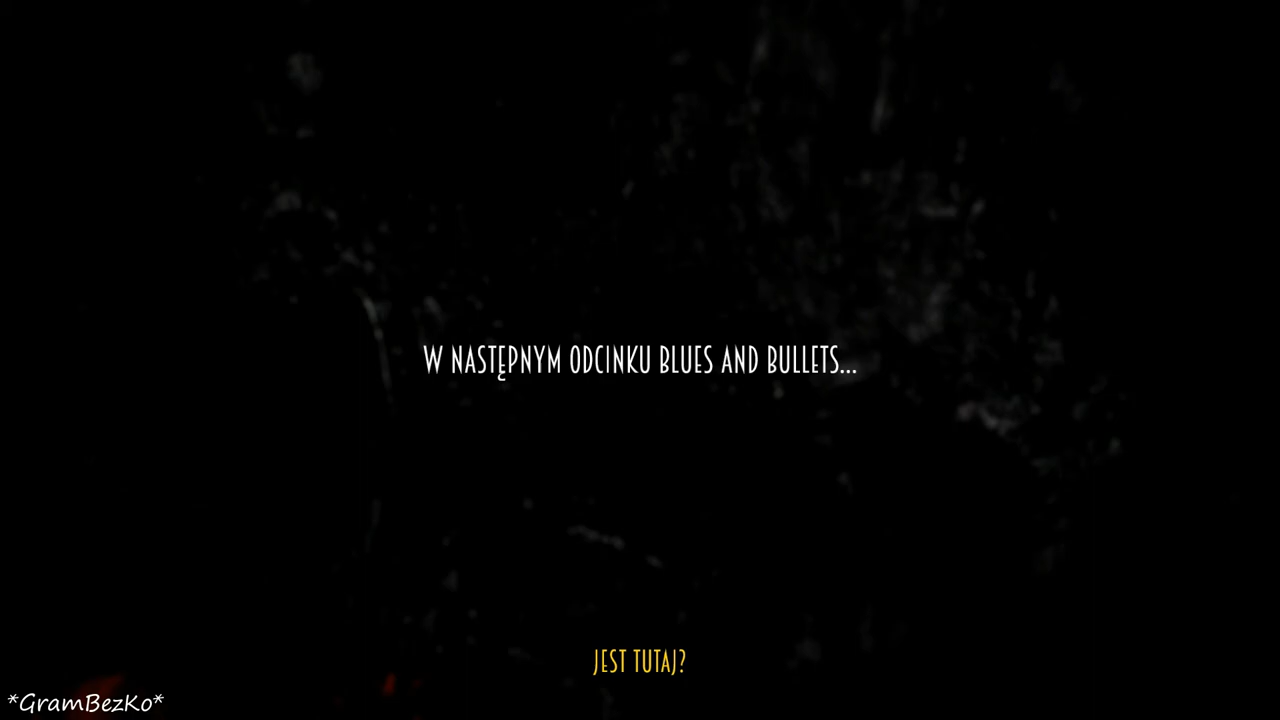 W NASTĘPNYM ODCINKU BLUES AND BULLETS...
JEST TUTAJ?
*GramBezKo*